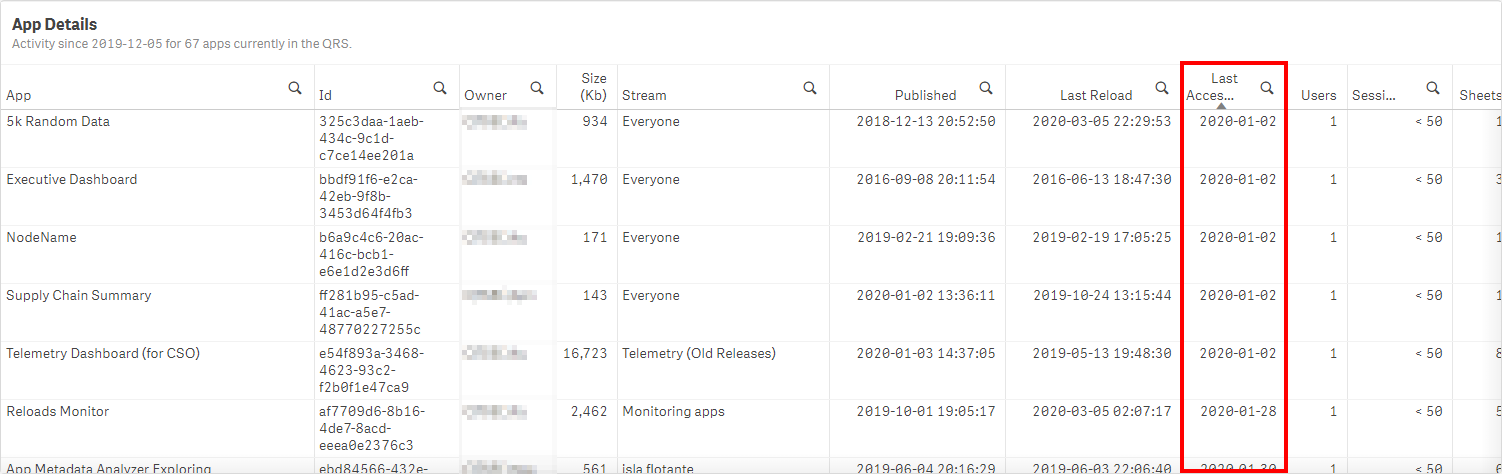 App Details
Activity since 2019-12-05 for 67 apps currently in the QRS.
App Id Owner Size (Kb) Stream Published Last Reload Last Acces... Users Sessi... Sheets
5k Random Data 325c3daa-1aeb- 934 Everyone 2018-12-13 20:52:50 2020-03-05 22:29:53 2020-01-02 1 < 50 1
434c-9c1d-
c7ce14ee201a
Executive Dashboard bbdf91f6-e2ca- 1,470 Everyone 2016-09-08 20:11:54 2016-06-13 18:47:30 2020-01-02 1 < 50 3
42eb-9f8b-
3453d64f4fb3
NodeName b6a9c4c6-20ac- 171 Everyone 2019-02-21 19:09:36 2019-02-19 17:05:25 2020-01-02 1 < 50 1
416c-bcb1-
e6e1d2e3d6ff
Supply Chain Summary ff281b95-c5ad- 143 Everyone 2020-01-02 13:36:11 2019-10-24 13:15:44 2020-01-02 1 < 50 1
41ac-a5e7-
48770227255c
Telemetry Dashboard (for CSO) e54f893a-3468- 16,723 Telemetry (Old Releases) 2020-01-03 14:37:05 2019-05-13 19:48:30 2020-01-02 1 < 50 8
4623-93c2-
f2b0f1e47ca9
Reloads Monitor af7709d6-8b16- 2,462 Monitoring apps 2019-10-01 19:05:17 2020-03-05 02:07:17 2020-01-28 1 < 50 5
4de7-8acd-
eeea0e2376c3
App Metadata Analyzer Exploring ebd84566-432e- 561 isla flotante 2019-06-04 20:16:29 2019-06-03 22:06:40 2020-01-30 1 < 50